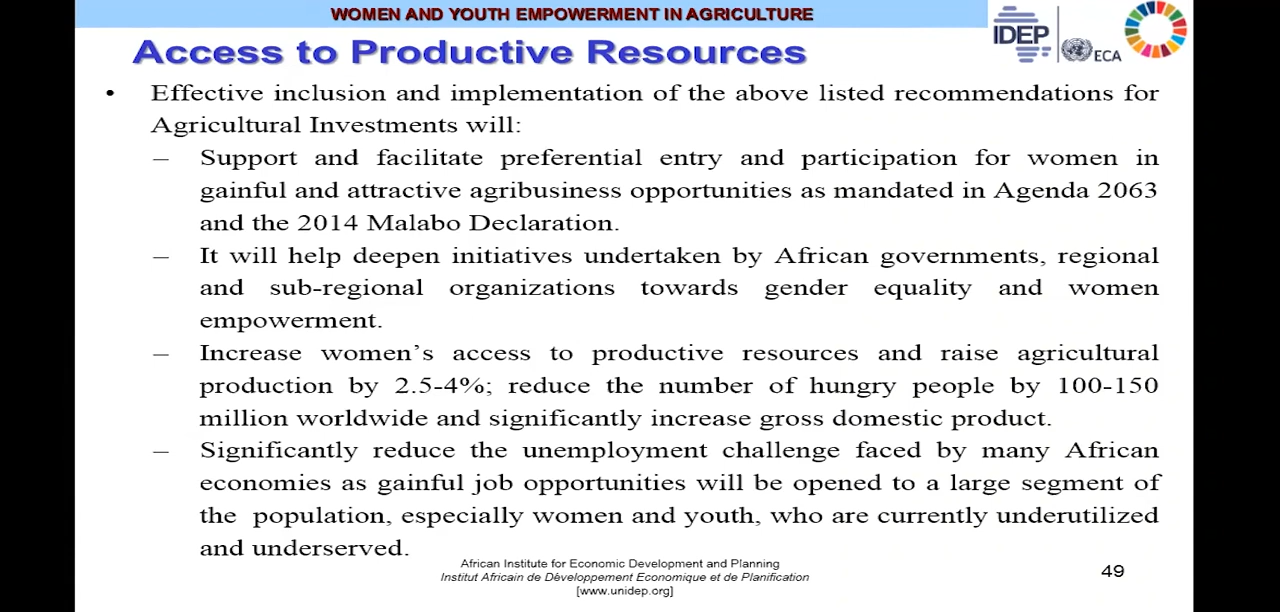 WOMEN AND YOUTH EMPOWERMENT IN AGRICULTURE
Access to Productive Resources
IDEP
ECA
• Effective inclusion and implementation of the above listed recommendations for
Agricultural Investments will:
– Support and facilitate preferential entry and participation for women in
gainful and attractive agribusiness opportunities as mandated in Agenda 2063
and the 2014 Malabo Declaration.
– It will help deepen initiatives undertaken by African governments, regional
and sub-regional organizations towards gender equality and women
empowerment.
– Increase women’s access to productive resources and raise agricultural
production by 2.5-4%; reduce the number of hungry people by 100-150
million worldwide and significantly increase gross domestic product.
– Significantly reduce the unemployment challenge faced by many African
economies as gainful job opportunities will be opened to a large segment of
the population, especially women and youth, who are currently underutilized
and underserved.
African Institute for Economic Development and Planning
Institut Africain de Développement Economique et de Planification
[www.unidep.org]
49